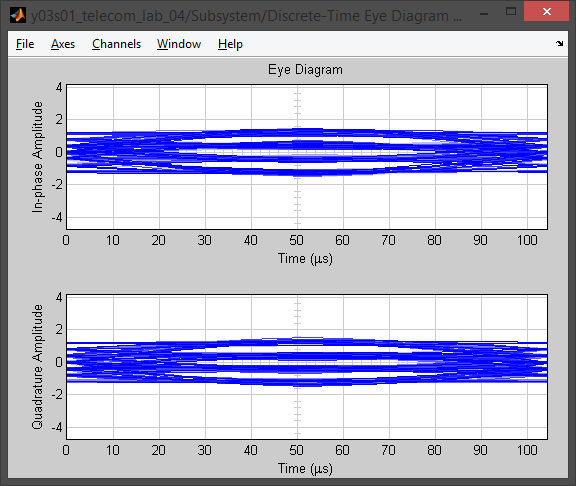 y03s01_telecom_lab_04/Subsystem/Discrete-Time Eye Diagram ...
File Axes Channels Window Help
Eye Diagram
In-phase Amplitude
4
2
0
-2
-4
0 10 20 30 40 50 60 70 80 90 100
Time (µs)
Quadrature Amplitude
4
2
0
-2
-4
0 10 20 30 40 50 60 70 80 90 100
Time (µs)